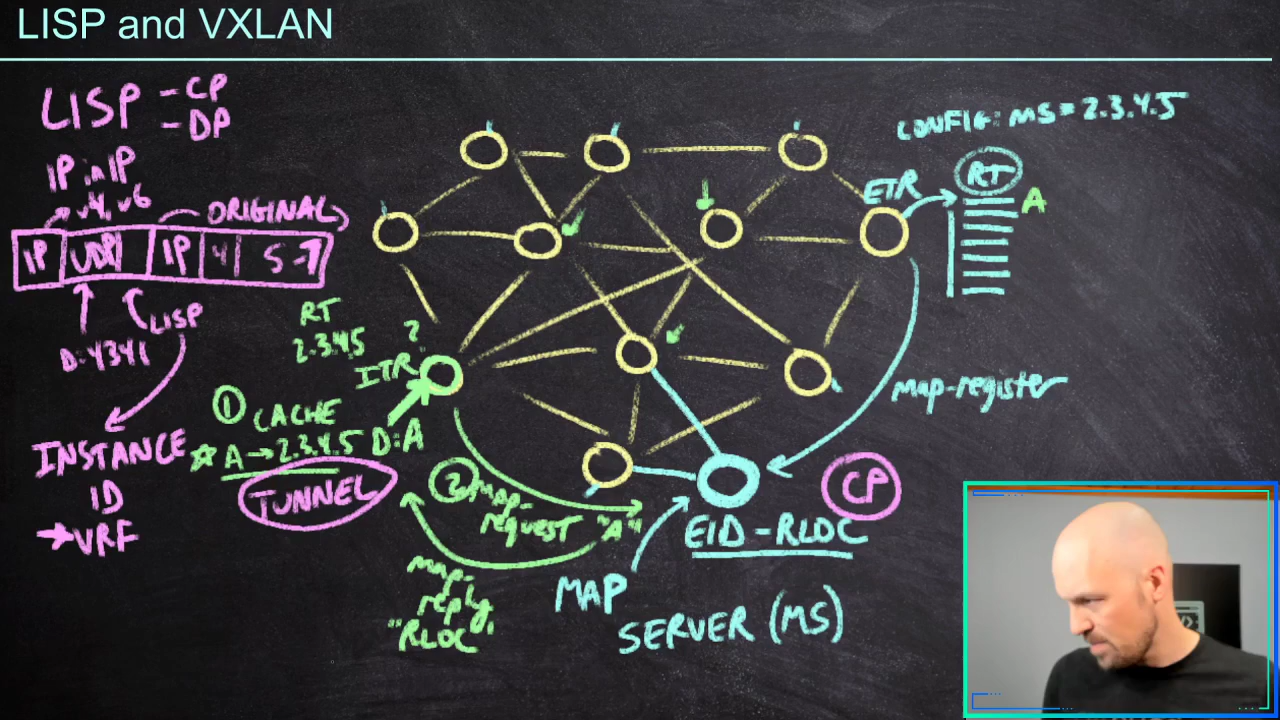 LISP and VXLAN
LISP - CP
- DP
IP in IP
v4, v6
ORIGINAL
IP UDP IP 4 5-7
LISP
D:4341
INSTANCE
ID
→VRF
RT
2.3.4.5 ?
ITR
① CACHE
☆ A→2.3.4.5 D:A
TUNNEL
② map-
request "A"
map-
reply
"RLOC"
CONFIG: MS = 2.3.4.5
ETR
RT
A
map-register
CP
EID-RLOC
MAP
SERVER (MS)